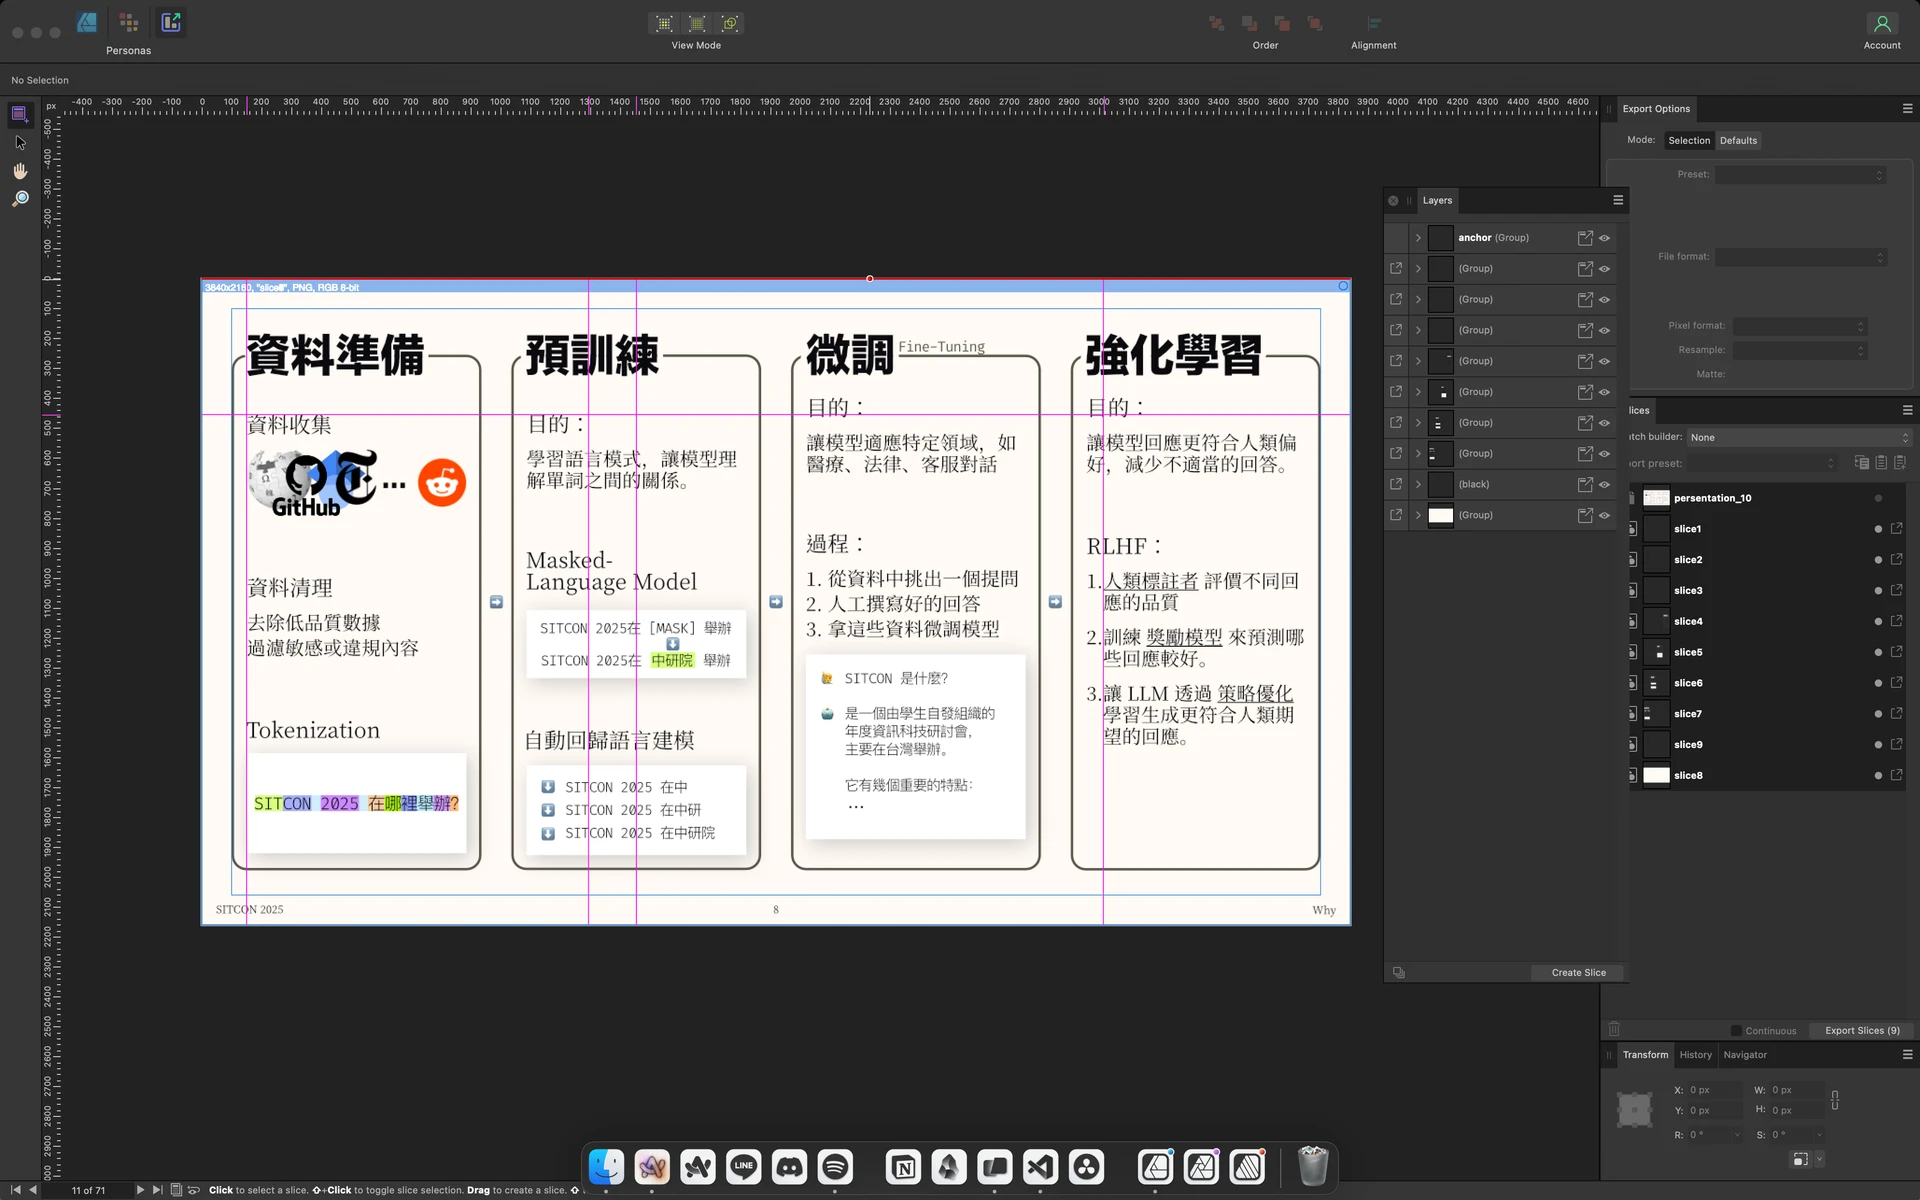 Personas
View Mode
Order
Alignment
Account
No Selection
px
-400 -300 -200 -100 0 100 200 300 400 500 600 700 800 900 1000 1100 1200 1300 1400 1500 1600 1700 1800 1900 2000 2100 2200 2300 2400 2500 2600 2700 2800 2900 3000 3100 3200 3300 3400 3500 3600 3700 3800 3900 4000 4100 4200 4300 4400 4500 4600
3840x2160, "slice8", PNG, RGB 8-bit
資料準備
資料收集
GitHub
...
資料清理
去除低品質數據
過濾敏感或違規內容
Tokenization
SITCON 2025 在哪裡舉辦?
預訓練
目的：
學習語言模式，讓模型理
解單詞之間的關係。
Masked-
Language Model
SITCON 2025在 [MASK] 舉辦
SITCON 2025在 中研院 舉辦
自動回歸語言建模
SITCON 2025 在中
SITCON 2025 在中研
SITCON 2025 在中研院
微調 Fine-Tuning
目的：
讓模型適應特定領域，如
醫療、法律、客服對話
過程：
1. 從資料中挑出一個提問
2. 人工撰寫好的回答
3. 拿這些資料微調模型
SITCON 是什麼？
是一個由學生自發組織的
年度資訊科技研討會，
主要在台灣舉辦。
它有幾個重要的特點：
...
強化學習
目的：
讓模型回應更符合人類偏
好，減少不適當的回答。
RLHF：
1.人類標註者 評價不同回
應的品質
2.訓練 獎勵模型 來預測哪
些回應較好。
3.讓 LLM 透過 策略優化
學習生成更符合人類期
望的回應。
SITCON 2025
8
Why
Layers
anchor (Group)
(Group)
(Group)
(Group)
(Group)
(Group)
(Group)
(Group)
(black)
(Group)
Create Slice
Export Options
Mode: Selection Defaults
Preset:
File format:
Pixel format:
Resample:
Matte:
lices
tch builder: None
port preset:
persentation_10
slice1
slice2
slice3
slice4
slice5
slice6
slice7
slice9
slice8
Continuous
Export Slices (9)
Transform History Navigator
X: 0 px W: 0 px
Y: 0 px H: 0 px
R: 0 ° S: 0 °
LINE
11 of 71
Click to select a slice. ⇧+Click to toggle slice selection. Drag to create a slice. ⇧